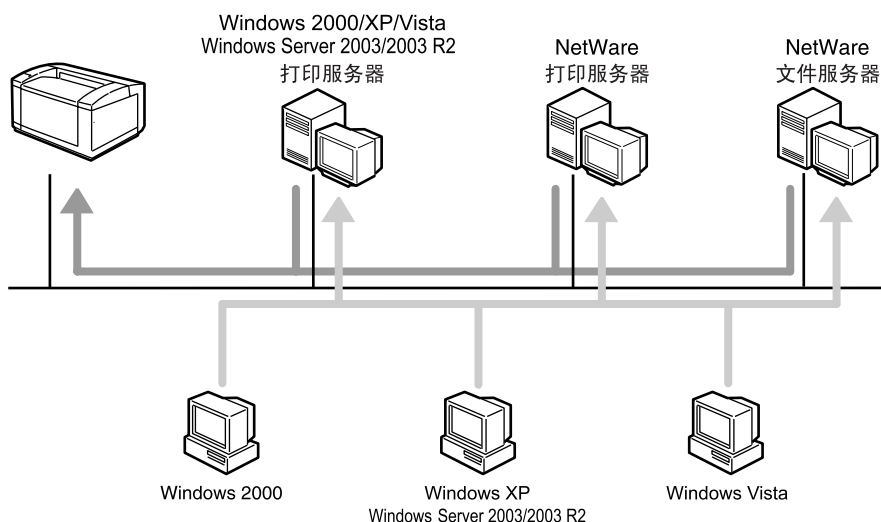 Windows 2000/XP/Vista
Windows Server 2003/2003 R2
打印服务器
NetWare
打印服务器
NetWare
文件服务器
Windows 2000
Windows XP
Windows Server 2003/2003 R2
Windows Vista